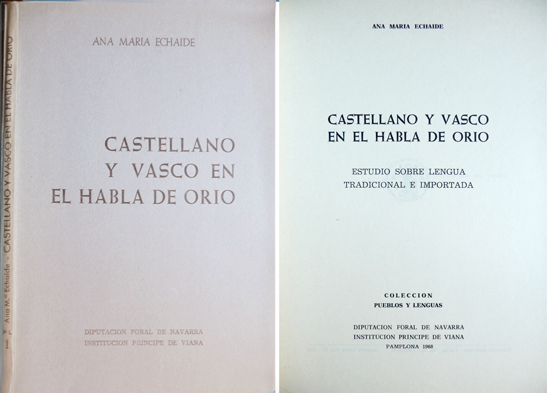 Ana M.ª Echaide - CASTELLANO Y VASCO EN EL HABLA DE ORIO
ANA MARIA ECHAIDE
CASTELLANO
Y VASCO EN
EL HABLA DE ORIO
DIPUTACION FORAL DE NAVARRA
INSTITUCION PRINCIPE DE VIANA
ANA MARIA ECHAIDE
CASTELLANO Y VASCO
EN EL HABLA DE ORIO
ESTUDIO SOBRE LENGUA
TRADICIONAL E IMPORTADA
COLECCION
PUEBLOS Y LENGUAS
DIPUTACION FORAL DE NAVARRA
INSTITUCION PRINCIPE DE VIANA
PAMPLONA 1968